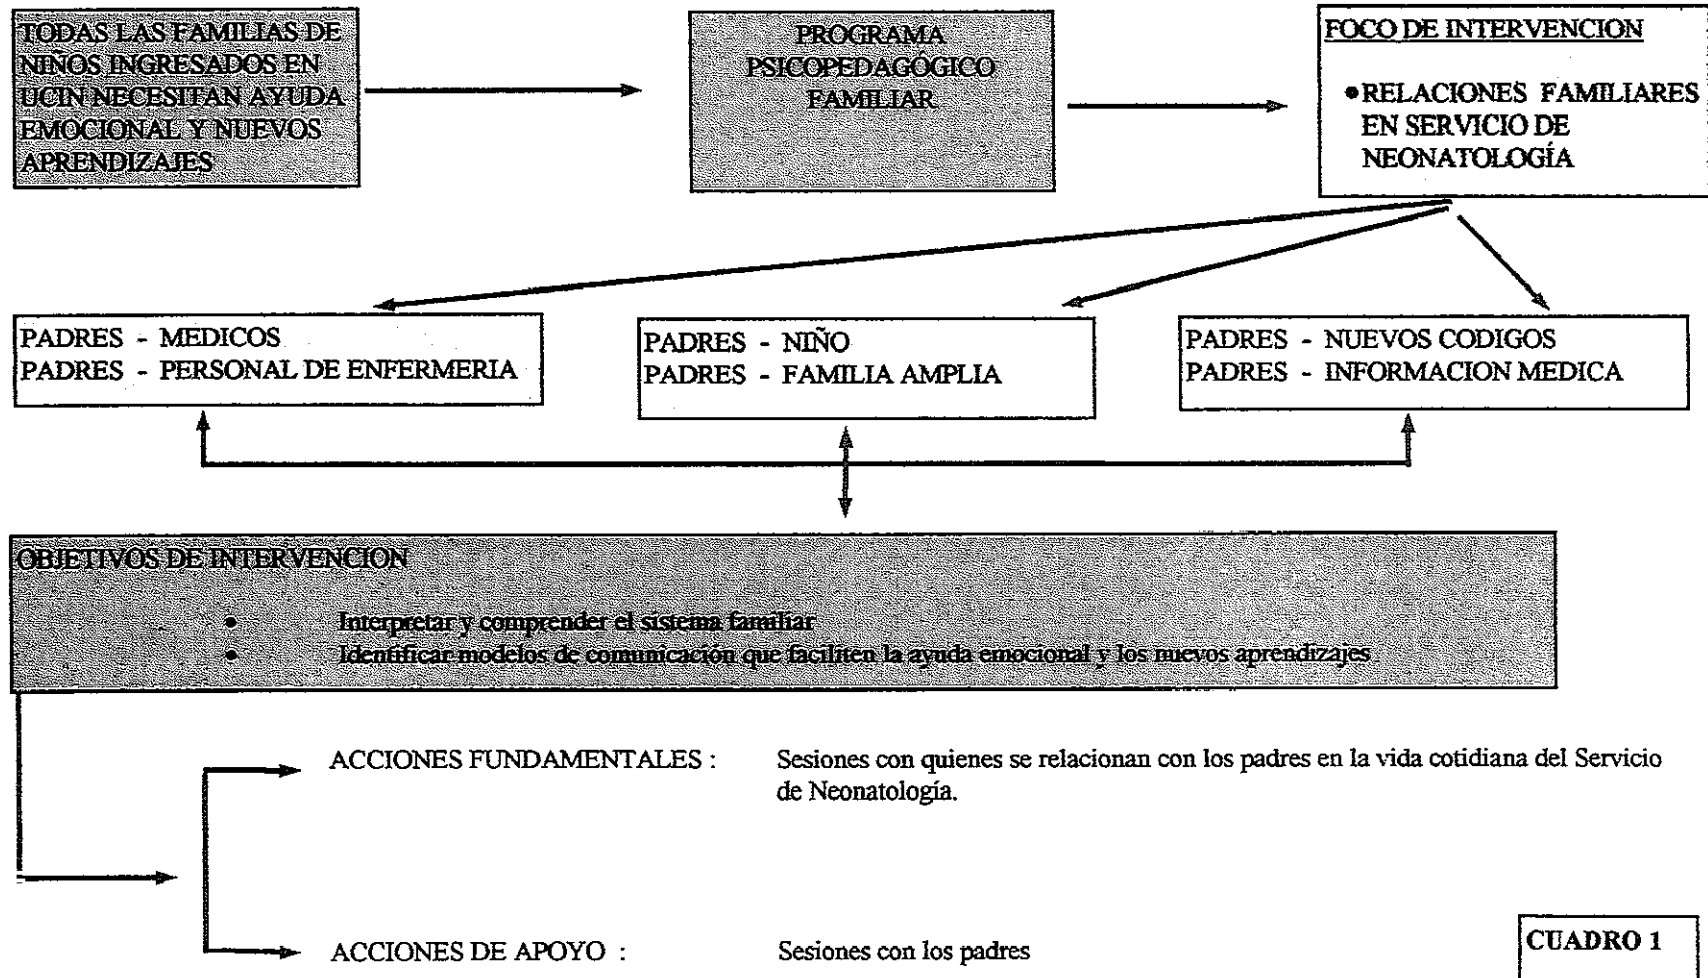 TODAS LAS FAMILIAS DE
NIÑOS INGRESADOS EN
UCIN NECESITAN AYUDA
EMOCIONAL Y NUEVOS
APRENDIZAJES
PROGRAMA
PSICOPEDAGÓGICO
FAMILIAR
FOCO DE INTERVENCION
● RELACIONES FAMILIARES
EN SERVICIO DE
NEONATOLOGÍA
PADRES - MEDICOS
PADRES - PERSONAL DE ENFERMERIA
PADRES - NIÑO
PADRES - FAMILIA AMPLIA
PADRES - NUEVOS CODIGOS
PADRES - INFORMACION MEDICA
OBJETIVOS DE INTERVENCION
● Interpretar y comprender el sistema familiar
● Identificar modelos de comunicación que faciliten la ayuda emocional y los nuevos aprendizajes
ACCIONES FUNDAMENTALES : Sesiones con quienes se relacionan con los padres en la vida cotidiana del Servicio
de Neonatología.
ACCIONES DE APOYO : Sesiones con los padres
CUADRO 1